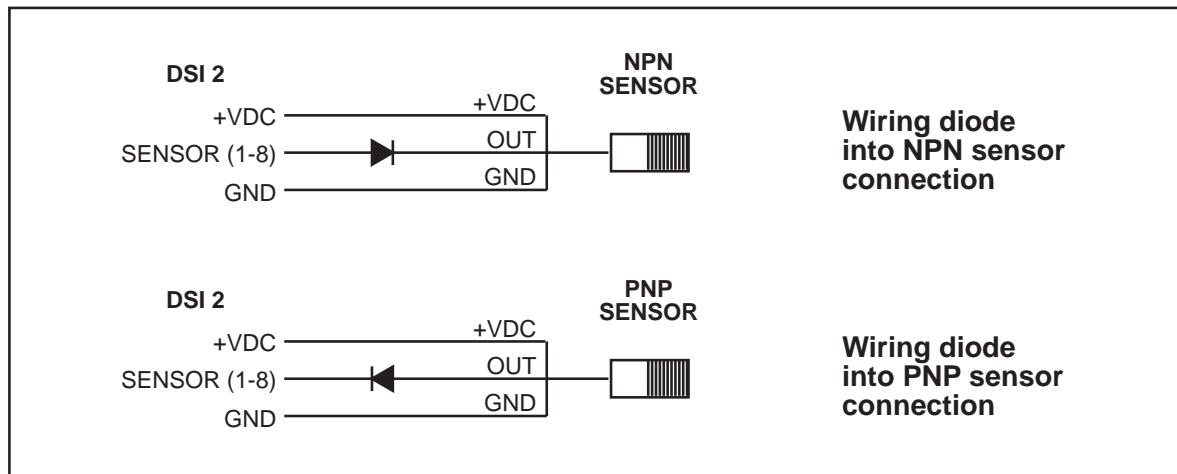 DSI 2
NPN
SENSOR
+VDC
+VDC
SENSOR (1-8)
OUT
GND
GND
Wiring diode
into NPN sensor
connection
DSI 2
PNP
SENSOR
+VDC
+VDC
SENSOR (1-8)
OUT
GND
GND
Wiring diode
into PNP sensor
connection